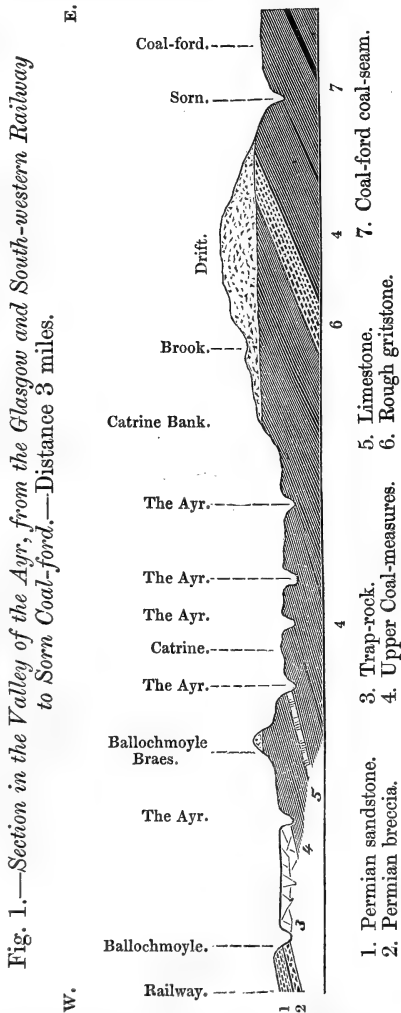 Fig. 1.—Section in the Valley of the Ayr, from the Glasgow and South-western Railway
to Sorn Coal-ford.—Distance 3 miles.
W.
E.
Railway.
Ballochmoyle.
The Ayr.
Ballochmoyle
Braes.
The Ayr.
Catrine.
The Ayr.
The Ayr.
The Ayr.
Catrine Bank.
Brook.
Drift.
Sorn.
Coal-ford.
1
2
3
4
5
4
6
4
7
1. Permian sandstone.
2. Permian breccia.
3. Trap-rock.
4. Upper Coal-measures.
5. Limestone.
6. Rough gritstone.
7. Coal-ford coal-seam.